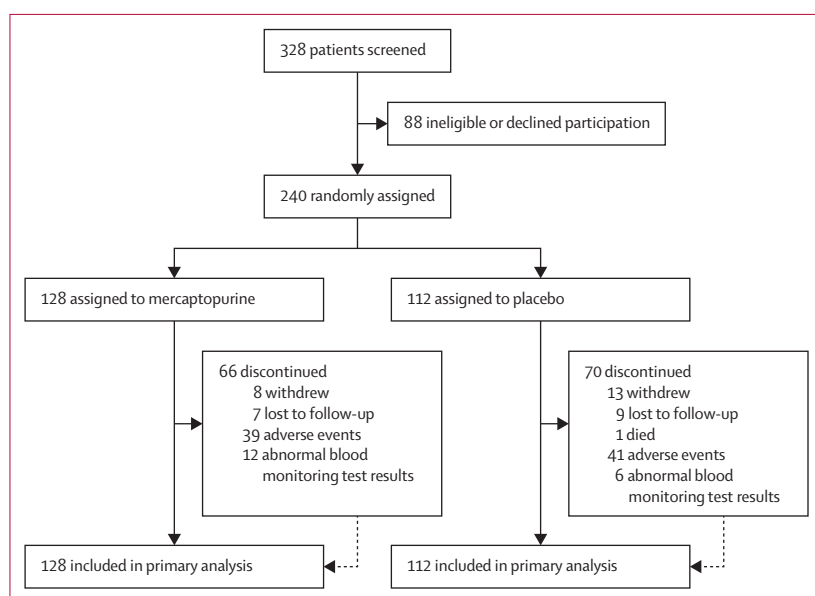 328 patients screened
88 ineligible or declined participation
240 randomly assigned
128 assigned to mercaptopurine
112 assigned to placebo
66 discontinued
8 withdrew
7 lost to follow-up
39 adverse events
12 abnormal blood
monitoring test results
70 discontinued
13 withdrew
9 lost to follow-up
1 died
41 adverse events
6 abnormal blood
monitoring test results
128 included in primary analysis
112 included in primary analysis